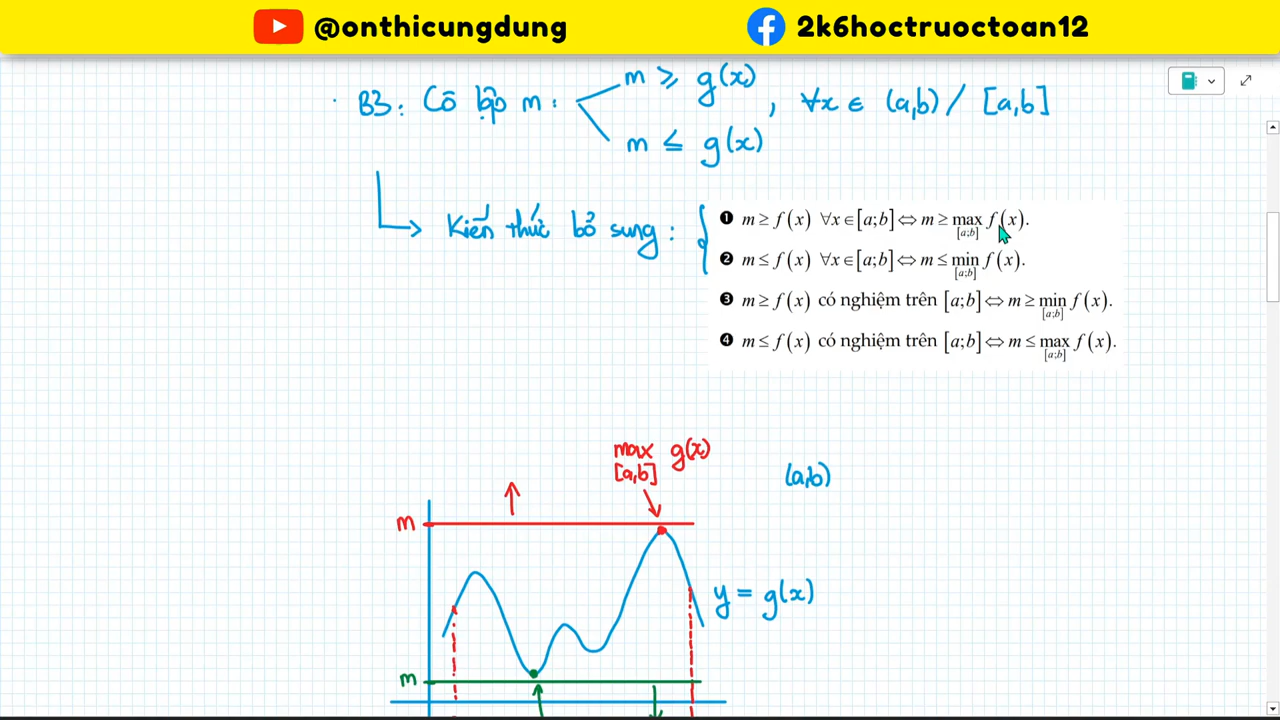 @onthicungdung
2k6hoctruoctoan12
B3: Cô lập m: m ≥ g(x)
m ≤ g(x)
, ∀x ∈ (a,b) / [a,b]
Kiến thức bổ sung:
❶ m ≥ f(x) ∀x∈[a;b] ⇔ m ≥ max f(x).
[a;b]
❷ m ≤ f(x) ∀x∈[a;b] ⇔ m ≤ min f(x).
[a;b]
❸ m ≥ f(x) có nghiệm trên [a;b] ⇔ m ≥ min f(x).
[a;b]
❹ m ≤ f(x) có nghiệm trên [a;b] ⇔ m ≤ max f(x).
[a;b]
max g(x)
[a,b]
(a,b)
m
y = g(x)
m